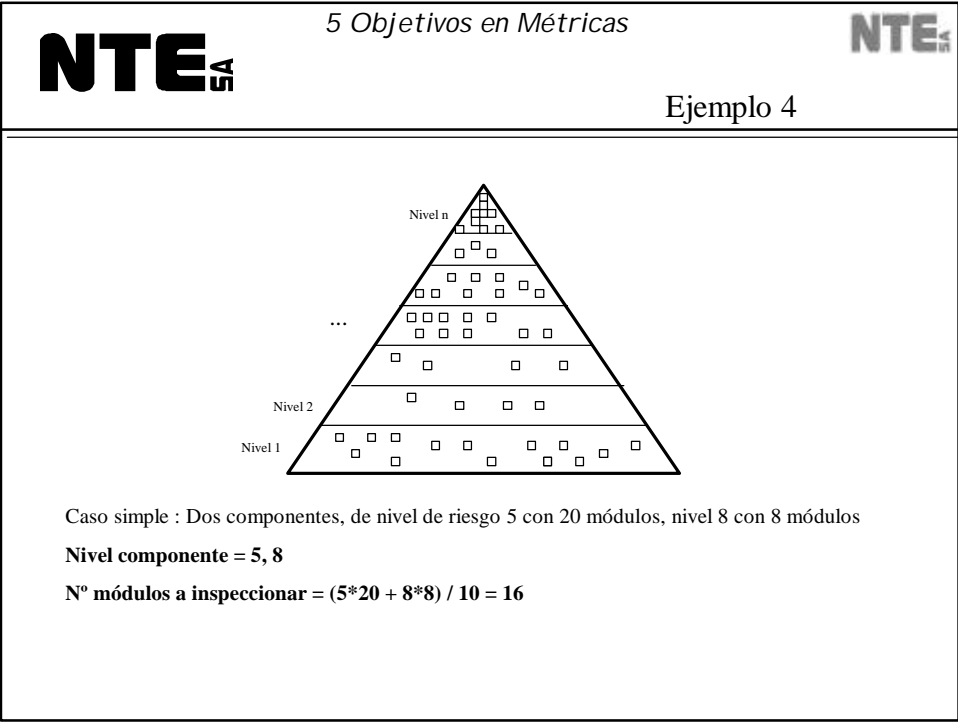 5 Objetivos en Métricas
NTE SA
NTE SA
Ejemplo 4
Nivel n
...
Nivel 2
Nivel 1
Caso simple : Dos componentes, de nivel de riesgo 5 con 20 módulos, nivel 8 con 8 módulos
Nivel componente = 5, 8
Nº módulos a inspeccionar = (5*20 + 8*8) / 10 = 16